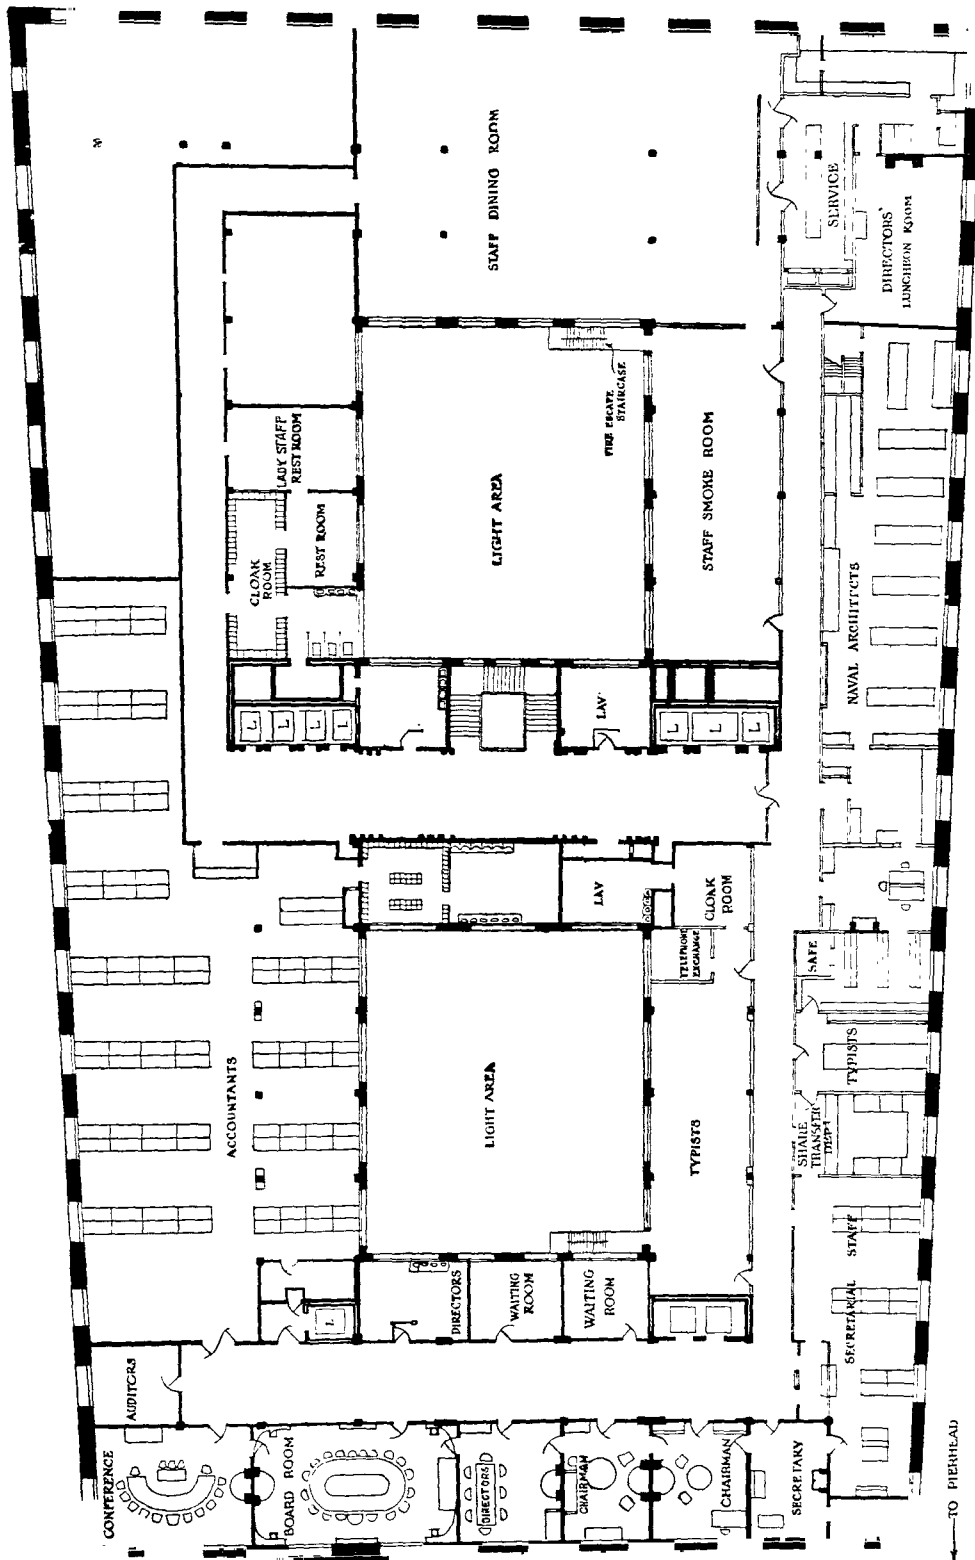 STAFF DINING ROOM
SERVICE
DIRECTORS'
LUNCHEON ROOM
FIRE ESCAPE
STAIRCASE
LADY STAFF
REST ROOM
REST ROOM
CLOAK
ROOM
LIGHT AREA
STAFF SMOKE ROOM
NAVAL ARCHITECTS
L
L
L
L
LAV
L
L
L
LAV
CLOAK
ROOM
TELEPHONE
EXCHANGE
SAFE
ACCOUNTANTS
LIGHT AREA
TYPISTS
TYPISTS
SHARE
TRANSFER
DEPT
SECRETARIAL STAFF
L
DIRECTORS
WAITING
ROOM
WAITING
ROOM
AUDITORS
CONFERENCE
BOARD ROOM
DIRECTORS
CHAIRMAN
CHAIRMAN
SECRETARY
TO PIERHEAD